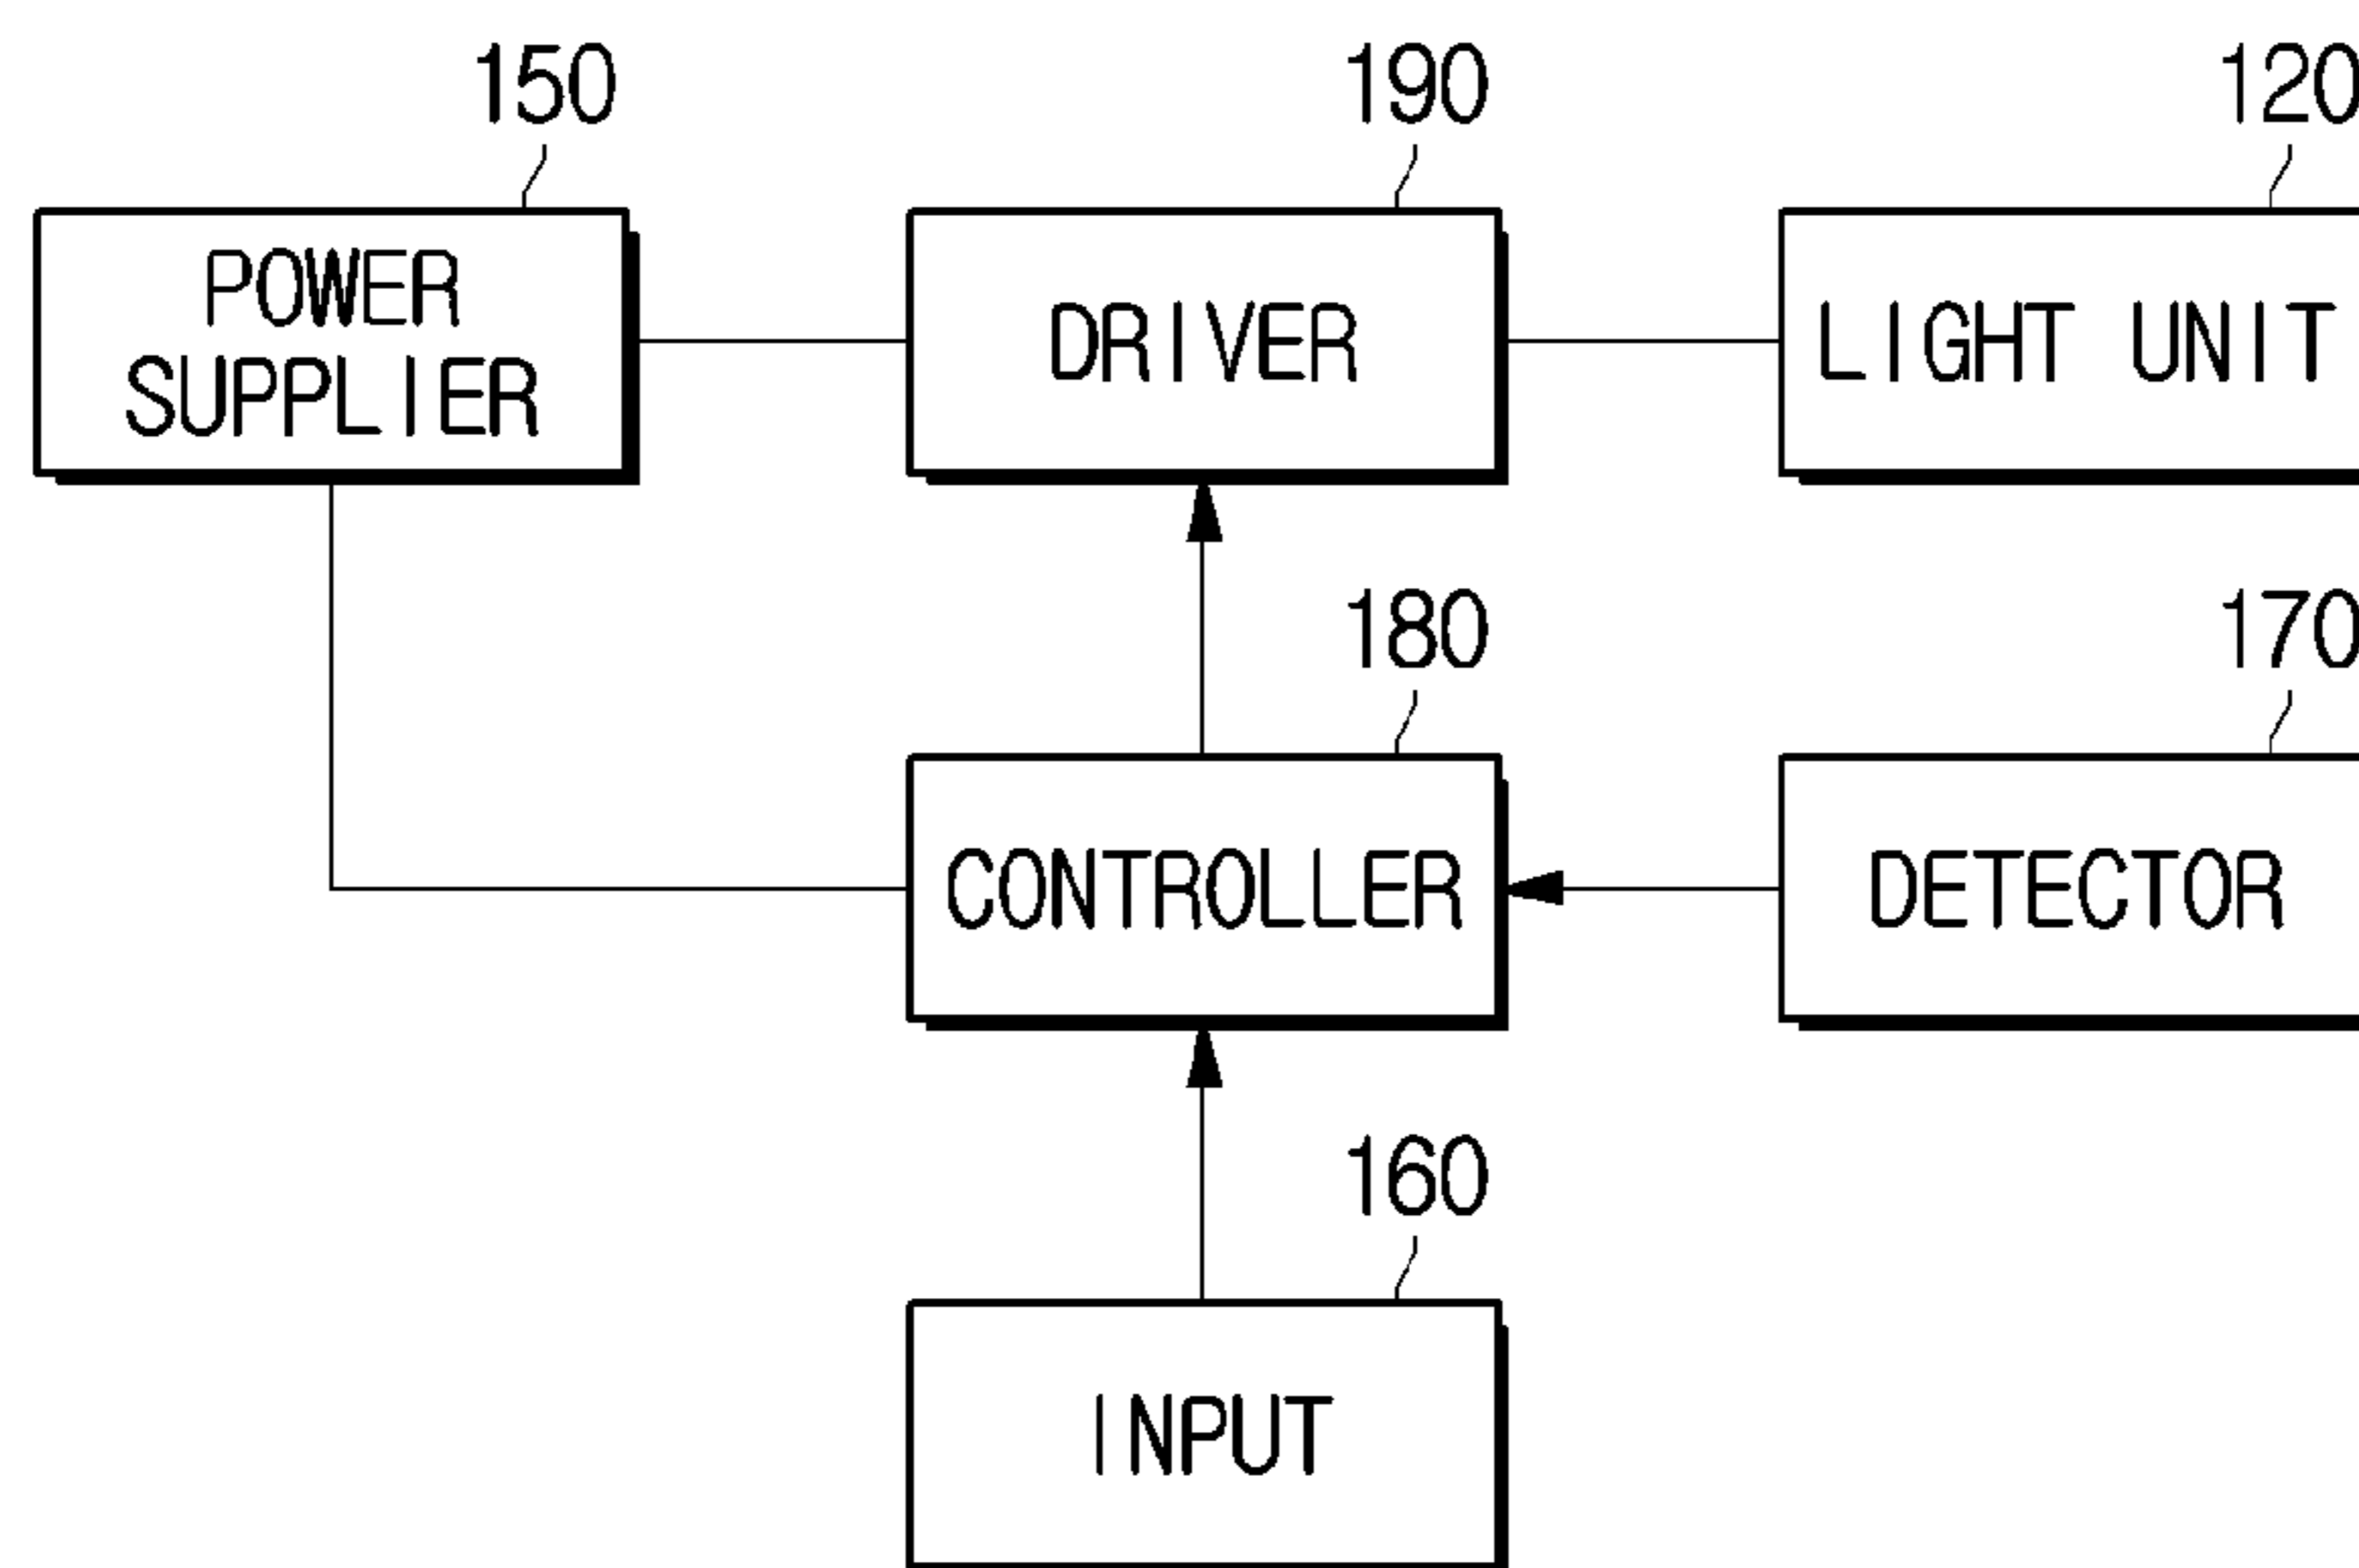 150
190
120
POWER
SUPPLIER
DRIVER
LIGHT UNIT
180
170
CONTROLLER
DETECTOR
160
INPUT